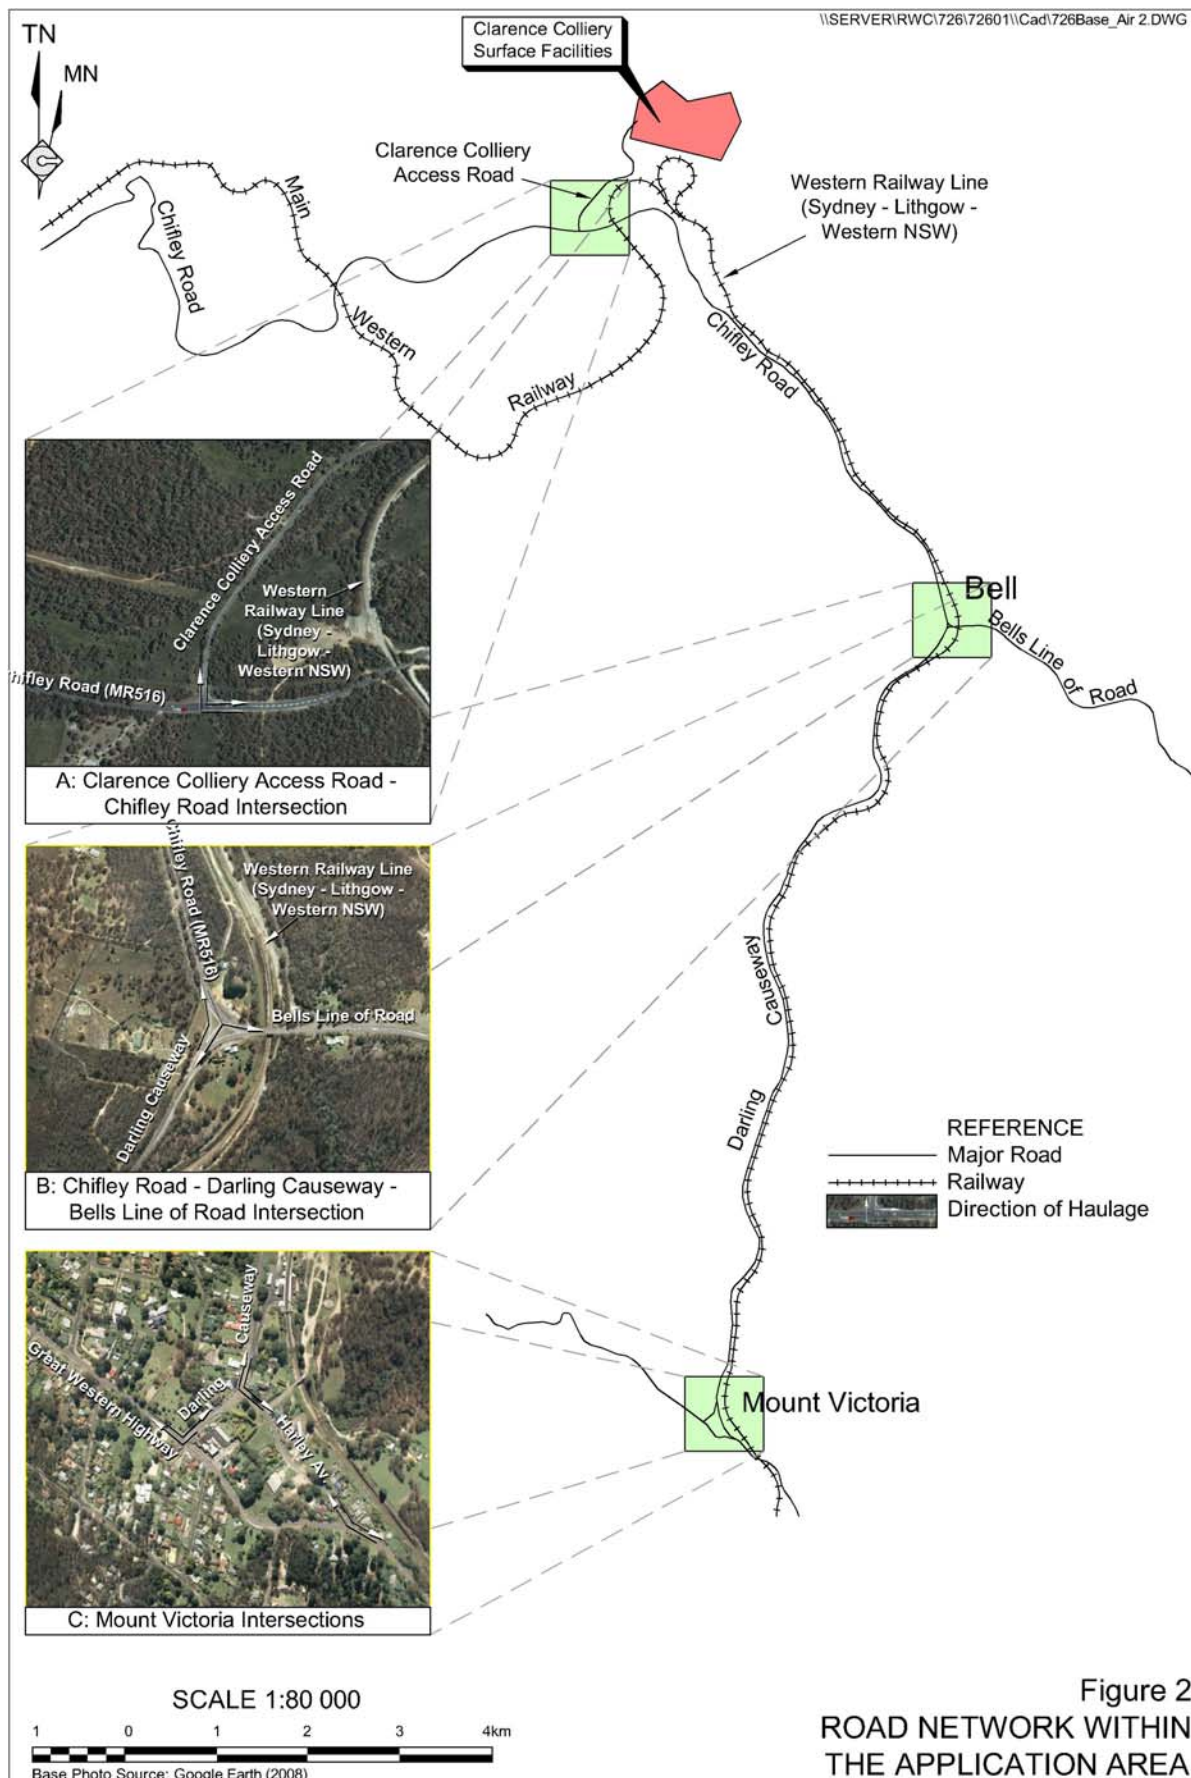 \\SERVER\RWC\726\72601\\Cad\726Base_Air 2.DWG
TN
MN
Clarence Colliery
Surface Facilities
Clarence Colliery
Access Road
Western Railway Line
(Sydney - Lithgow -
Western NSW)
Main
Chifley Road
Western
Railway
Chifley Road
Clarence Colliery Access Road
Western
Railway Line
(Sydney -
Lithgow -
Western NSW)
hifley Road (MR516)
A: Clarence Colliery Access Road -
Chifley Road Intersection
Bell
Bells Line of Road
Chifley Road (MR516)
Western Railway Line
(Sydney - Lithgow -
Western NSW)
Bells Line of Road
Darling Causeway
B: Chifley Road - Darling Causeway -
Bells Line of Road Intersection
Causeway
Darling
REFERENCE
Major Road
Railway
Direction of Haulage
Causeway
Great Western Highway
Darling
Harley Av.
C: Mount Victoria Intersections
Mount Victoria
SCALE 1:80 000
1 0 1 2 3 4km
Base Photo Source: Google Earth (2008)
Figure 2
ROAD NETWORK WITHIN
THE APPLICATION AREA